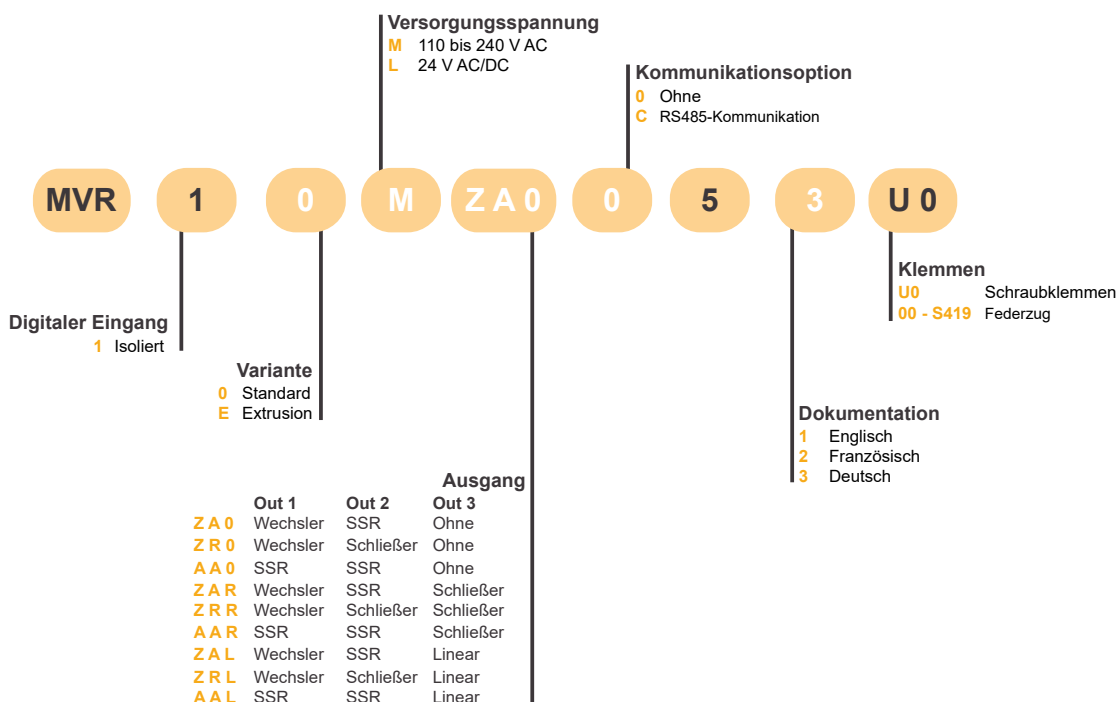 Versorgungsspannung
M 110 bis 240 V AC
L 24 V AC/DC
Kommunikationsoption
0 Ohne
C RS485-Kommunikation
MVR 1 0 M Z A 0 0 5 3 U 0
Klemmen
U0 Schraubklemmen
00 - S419 Federzug
Digitaler Eingang
1 Isoliert
Variante
0 Standard
E Extrusion
Dokumentation
1 Englisch
2 Französisch
3 Deutsch
Ausgang
Out 1 Out 2 Out 3
Z A 0 Wechsler SSR Ohne
Z R 0 Wechsler Schließer Ohne
A A 0 SSR SSR Ohne
Z A R Wechsler SSR Schließer
Z R R Wechsler Schließer Schließer
A A R SSR SSR Schließer
Z A L Wechsler SSR Linear
Z R L Wechsler Schließer Linear
A A L SSR SSR Linear